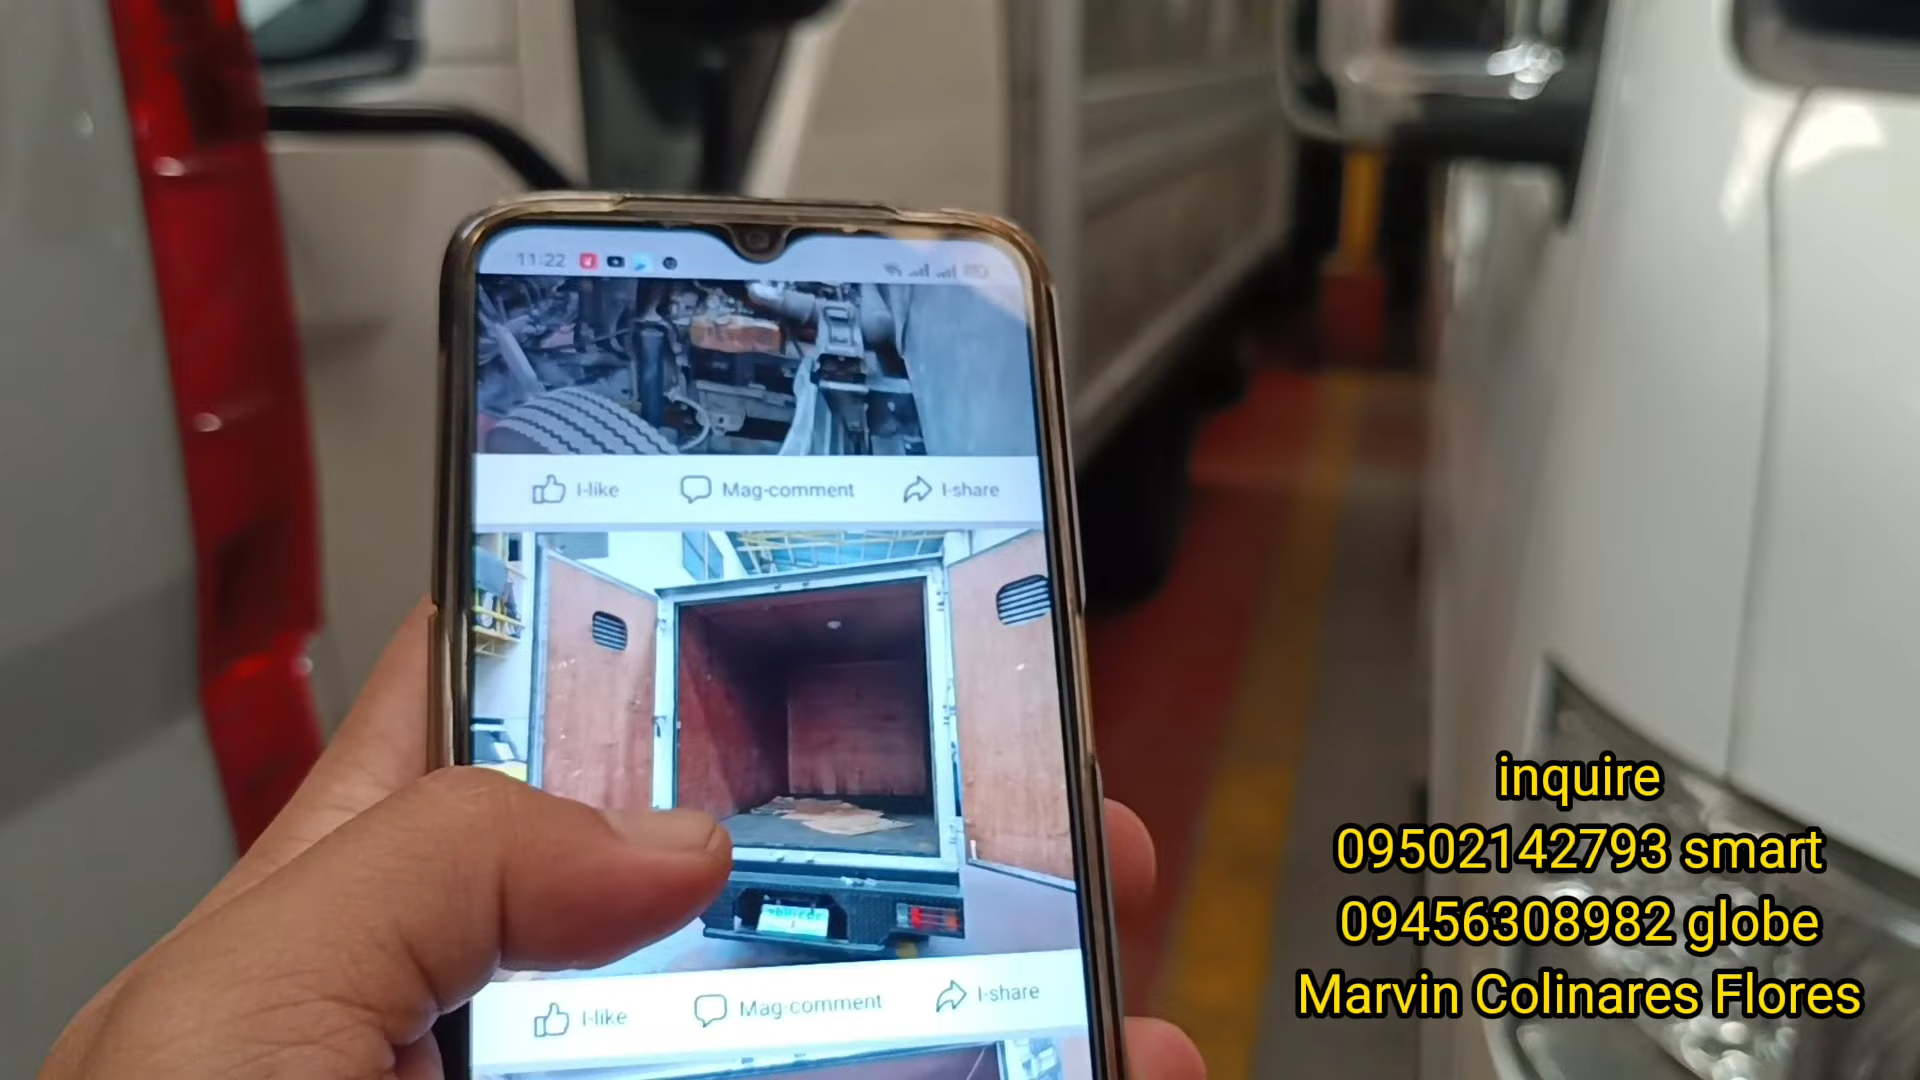 11:22
I-like Mag-comment I-share
I-like Mag-comment I-share
inquire
09502142793 smart
09456308982 globe
Marvin Colinares Flores